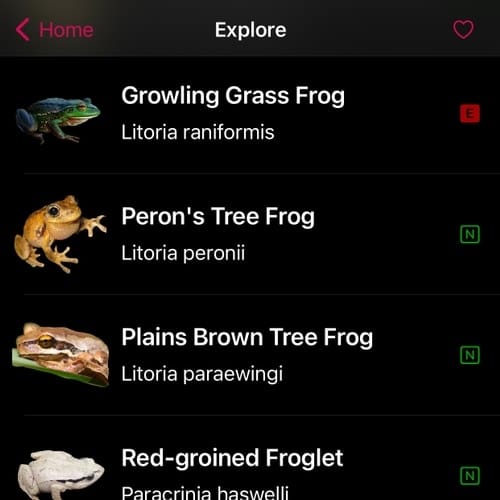 Home
Explore
Growling Grass Frog
Litoria raniformis
E
Peron's Tree Frog
Litoria peronii
N
Plains Brown Tree Frog
Litoria paraewingi
N
Red-groined Froglet
Paracrinia haswelli
N